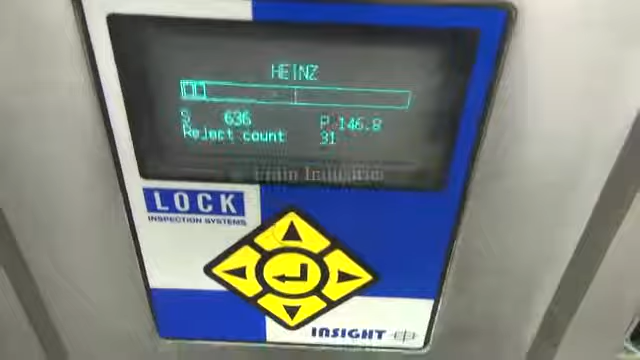 HEINZ
S 636 P 146.8
Reject count 31
LOCK
INSPECTION SYSTEMS
INSIGHT